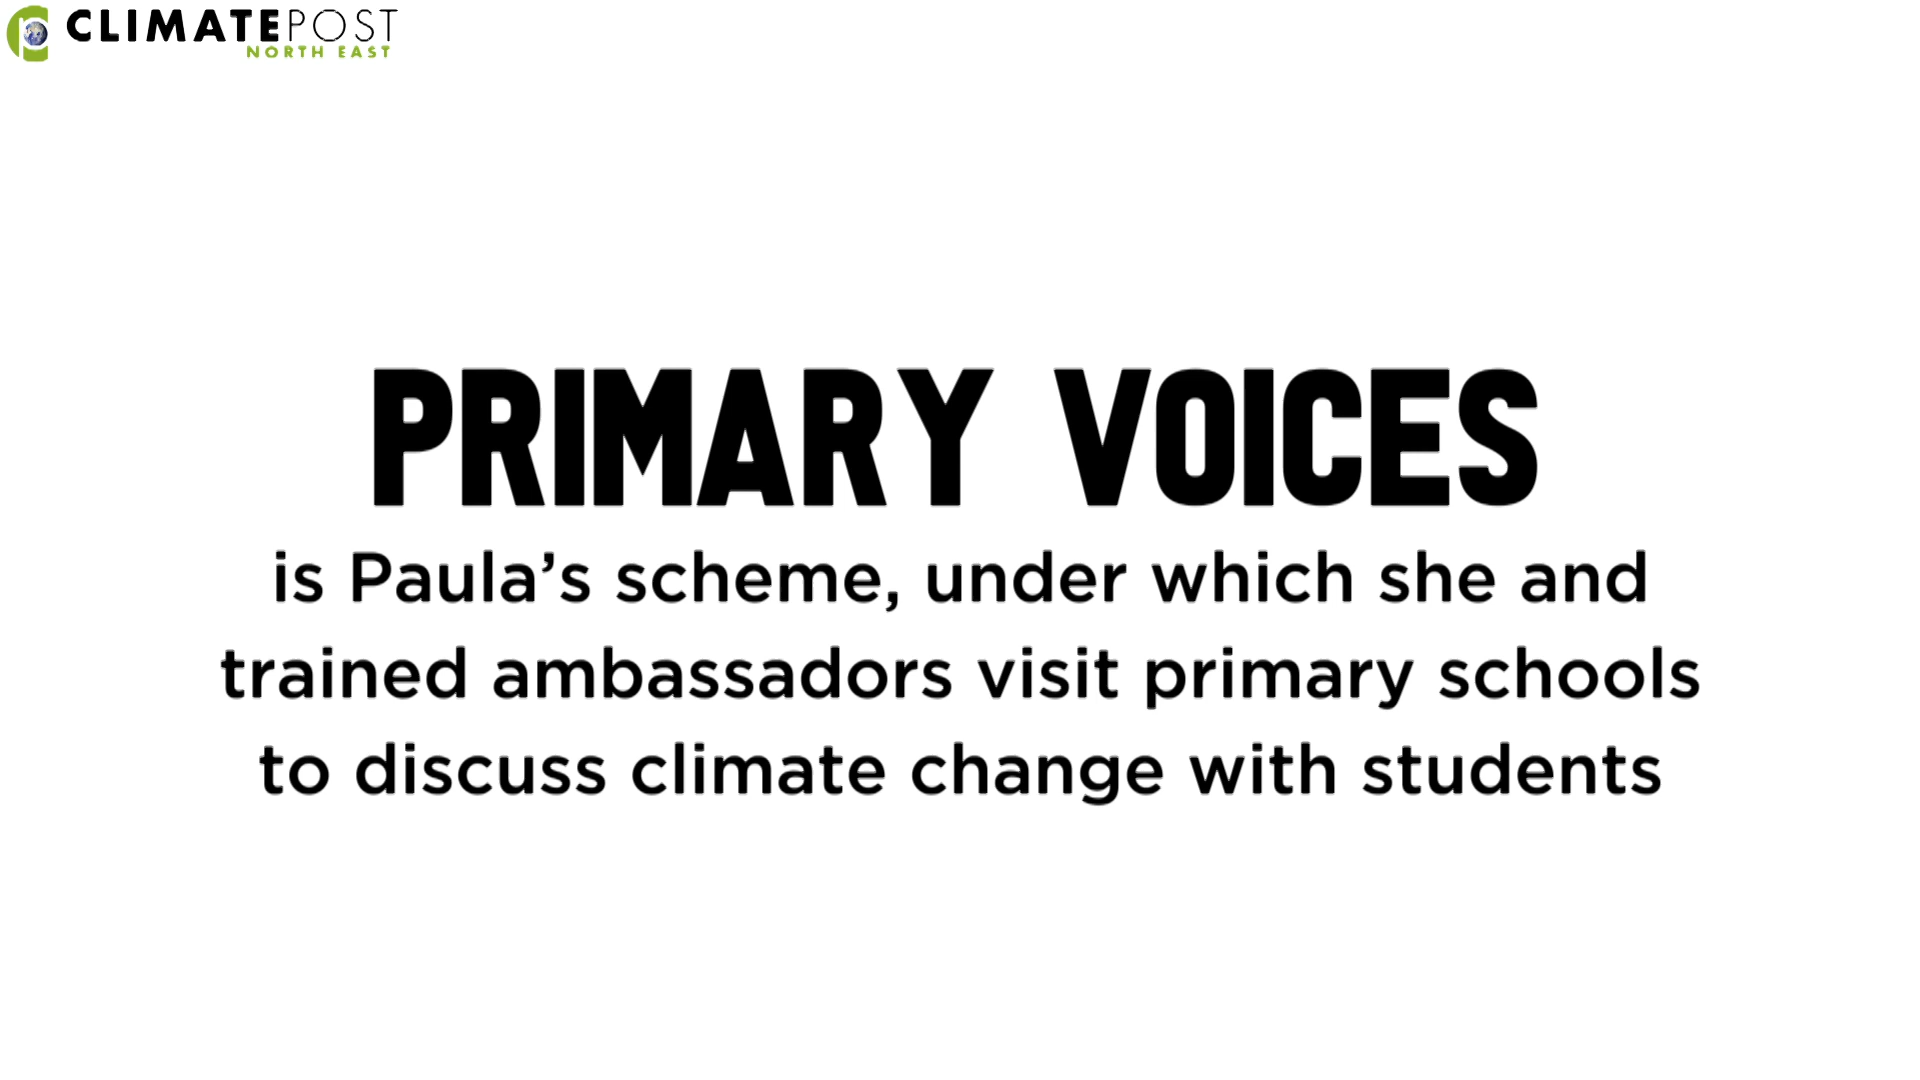 CLIMATEPOST
NORTH EAST
PRIMARY VOICES
is Paula’s scheme, under which she and
trained ambassadors visit primary schools
to discuss climate change with students